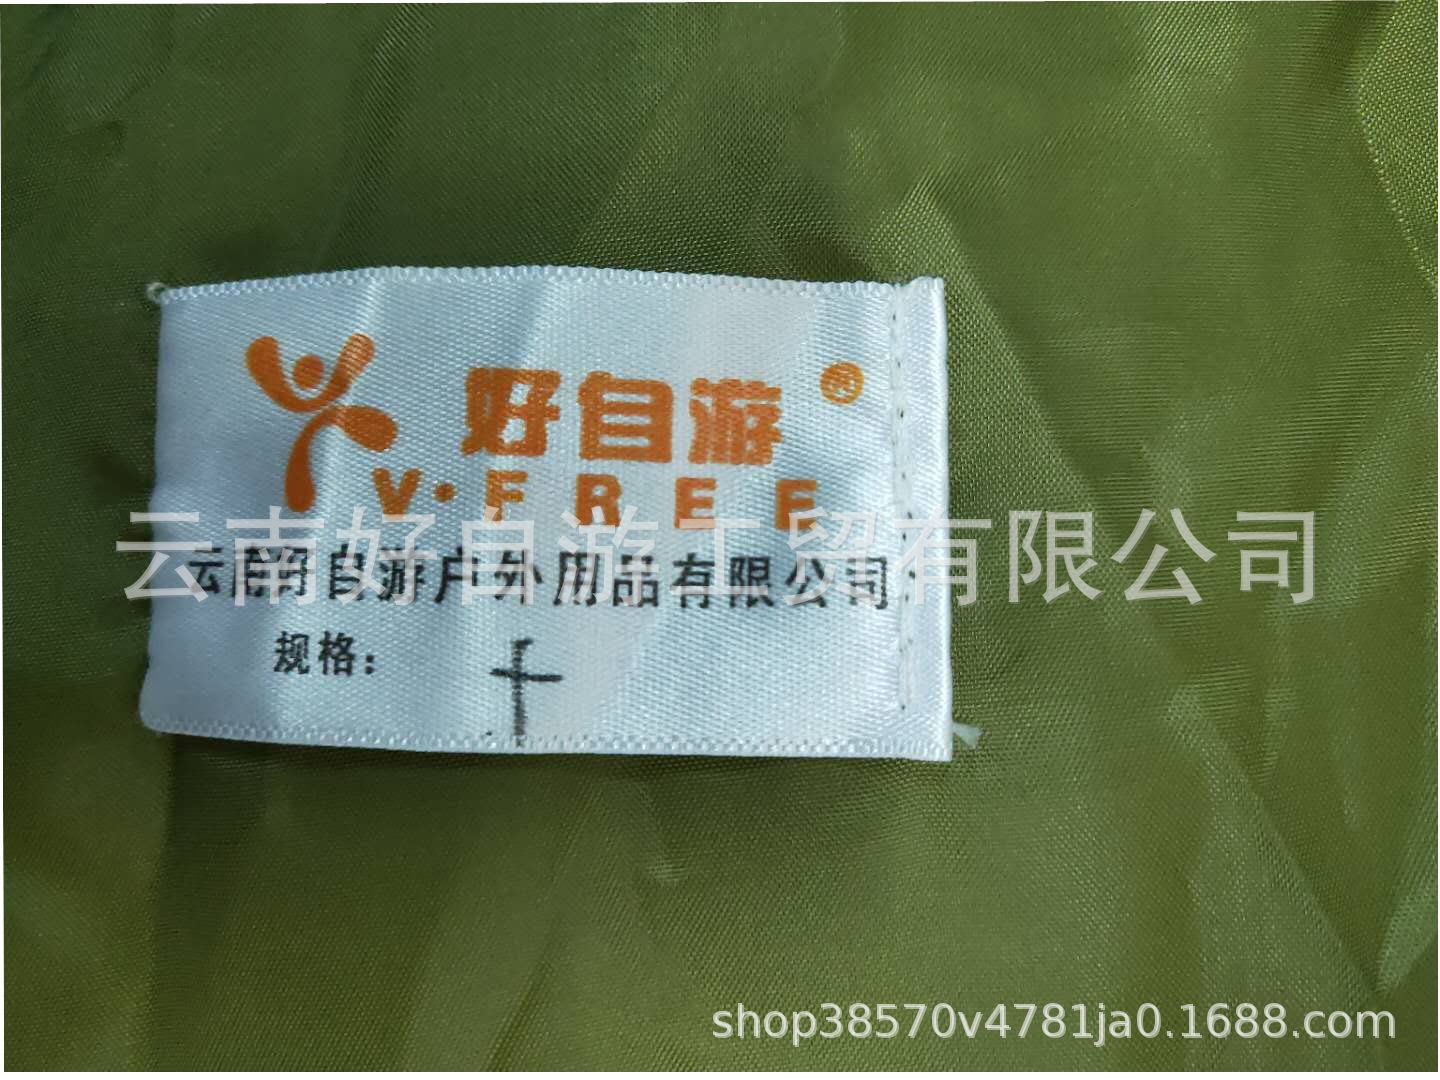 好自游®
V·FREE
云南好自游工贸有限公司
云南好自游户外用品有限公司
规格：
shop38570v4781ja0.1688.com